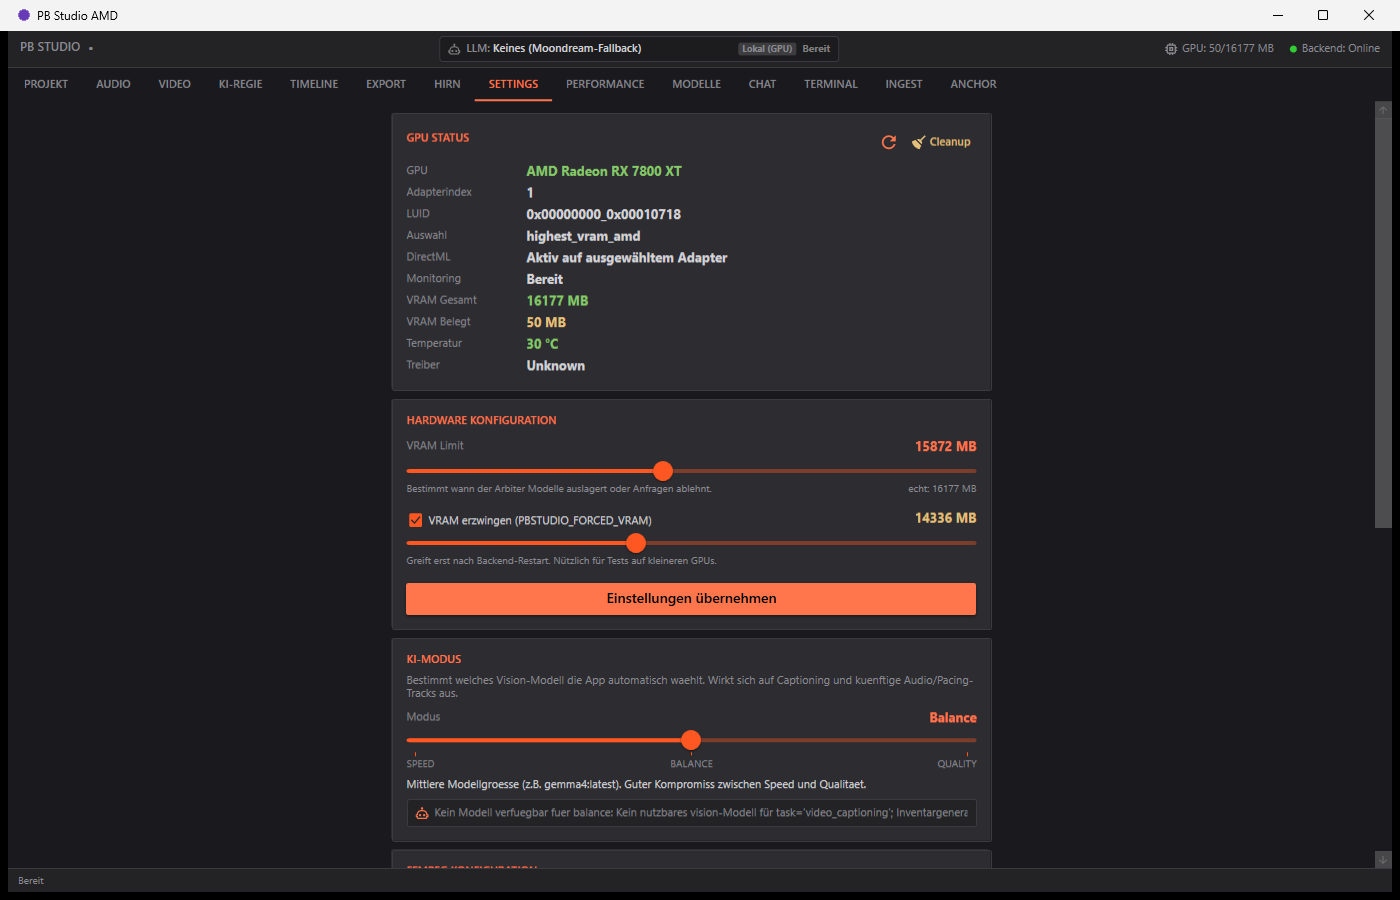 PB Studio AMD
PB STUDIO
LLM: Keines (Moondream-Fallback) Lokal (GPU) Bereit
GPU: 50/16177 MB
Backend: Online
PROJEKT AUDIO VIDEO KI-REGIE TIMELINE EXPORT HIRN SETTINGS PERFORMANCE MODELLE CHAT TERMINAL INGEST ANCHOR
GPU STATUS
Cleanup
GPU AMD Radeon RX 7800 XT
Adapterindex 1
LUID 0x00000000_0x00010718
Auswahl highest_vram_amd
DirectML Aktiv auf ausgewähltem Adapter
Monitoring Bereit
VRAM Gesamt 16177 MB
VRAM Belegt 50 MB
Temperatur 30 °C
Treiber Unknown
HARDWARE KONFIGURATION
VRAM Limit 15872 MB
Bestimmt wann der Arbiter Modelle auslagert oder Anfragen ablehnt. echt: 16177 MB
VRAM erzwingen (PBSTUDIO_FORCED_VRAM) 14336 MB
Greift erst nach Backend-Restart. Nützlich für Tests auf kleineren GPUs.
Einstellungen übernehmen
KI-MODUS
Bestimmt welches Vision-Modell die App automatisch waehlt. Wirkt sich auf Captioning und kuenftige Audio/Pacing-
Tracks aus.
Modus Balance
SPEED BALANCE QUALITY
Mittlere Modellgroesse (z.B. gemma4:latest). Guter Kompromiss zwischen Speed und Qualitaet.
Kein Modell verfuegbar fuer balance: Kein nutzbares vision-Modell für task='video_captioning'; Inventargenera
Bereit